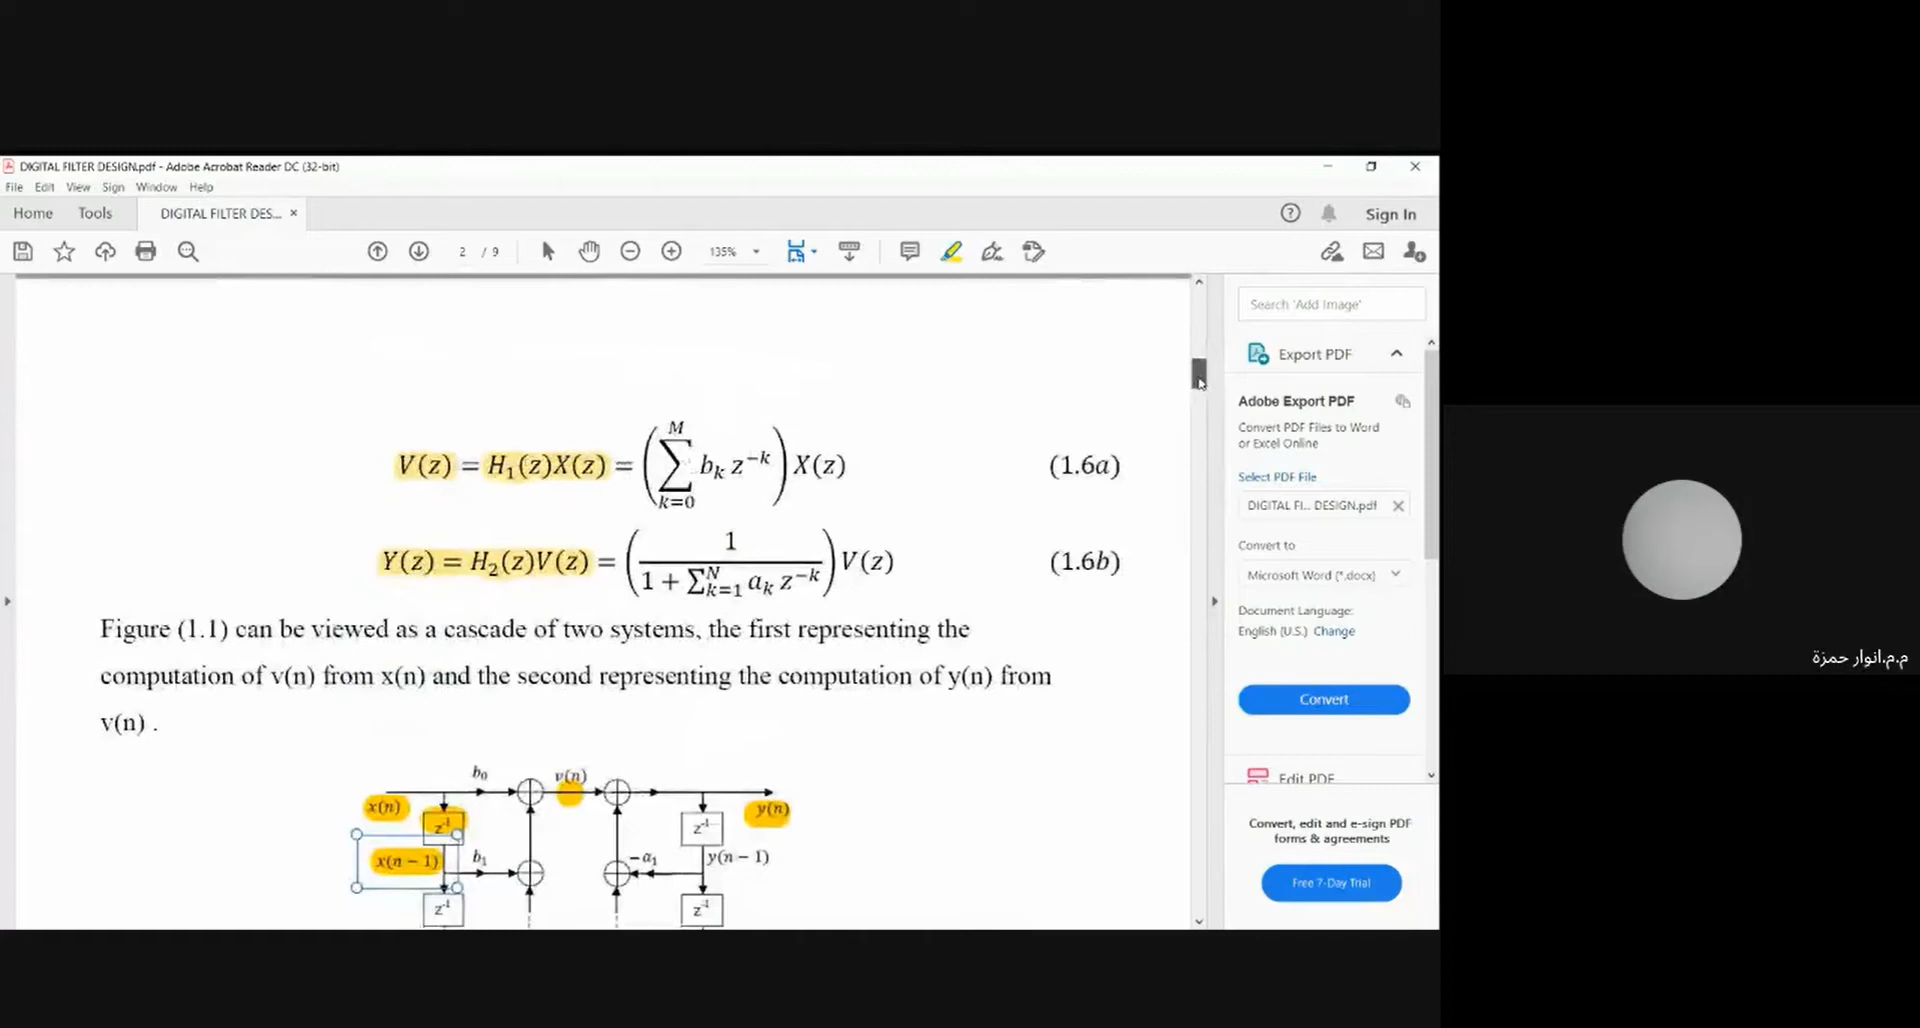 DIGITAL FILTER DESIGN.pdf - Adobe Acrobat Reader DC (32-bit)
File Edit View Sign Window Help
Home Tools DIGITAL FILTER DES... × Sign In
2 / 9 135%
Search 'Add Image'
Export PDF
Adobe Export PDF
Convert PDF Files to Word
or Excel Online
Select PDF File
DIGITAL FI... DESIGN.pdf
Convert to
Microsoft Word (*.docx)
Document Language:
English (U.S.) Change
Convert
Edit PDF
Convert, edit and e-sign PDF
forms & agreements
Free 7-Day Trial
V(z) = H₁(z)X(z) = (∑_{k=0}^{M} b_k z^{-k}) X(z) (1.6a)
Y(z) = H₂(z)V(z) = (1 / (1 + ∑_{k=1}^{N} a_k z^{-k})) V(z) (1.6b)
Figure (1.1) can be viewed as a cascade of two systems, the first representing the
computation of v(n) from x(n) and the second representing the computation of y(n) from
v(n) .
b₀ v(n)
x(n) y(n)
z⁻¹ z⁻¹
x(n − 1) b₁ −a₁ y(n − 1)
z⁻¹ z⁻¹
م.م.انوار حمزة